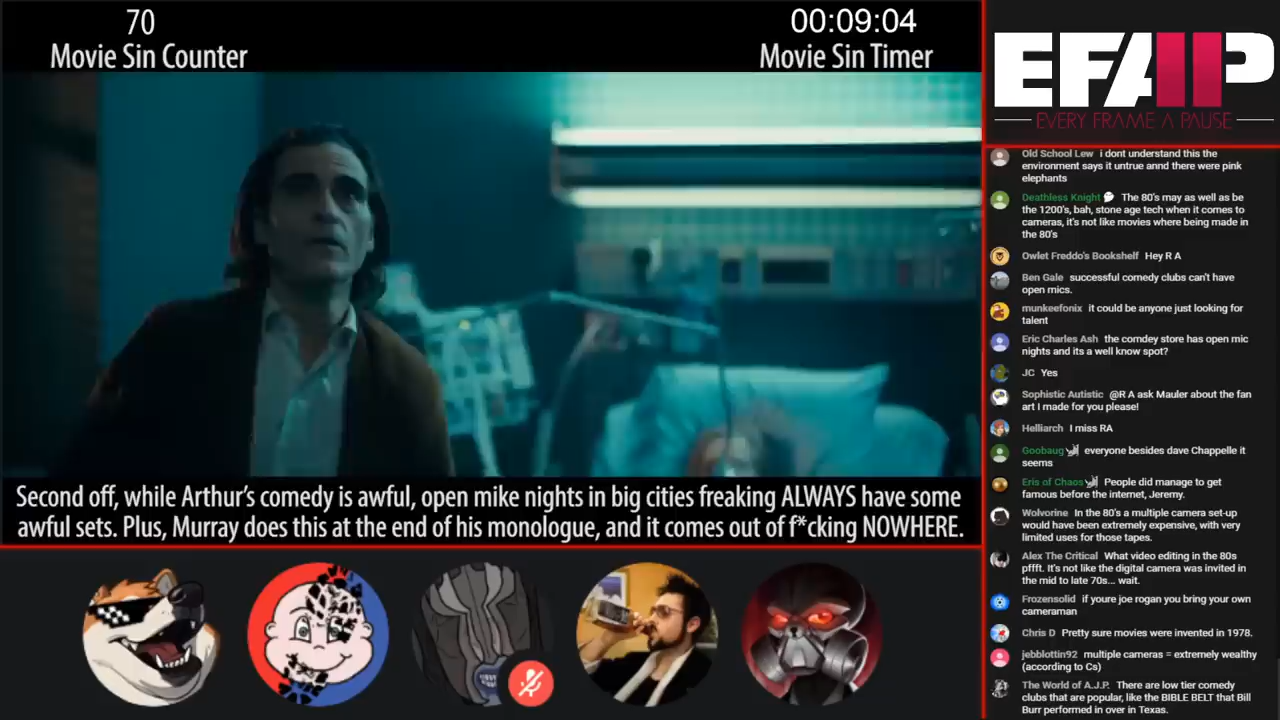 70
Movie Sin Counter
00:09:04
Movie Sin Timer
Second off, while Arthur's comedy is awful, open mike nights in big cities freaking ALWAYS have some
awful sets. Plus, Murray does this at the end of his monologue, and it comes out of f*cking NOWHERE.
EFAP
EVERY FRAME A PAUSE
Old School Lew i dont understand this the
environment says it untrue annd there were pink
elephants
Deathless Knight The 80's may as well as be
the 1200's, bah, stone age tech when it comes to
cameras, it's not like movies where being made in
the 80's
Owlet Freddo's Bookshelf Hey R A
Ben Gale successful comedy clubs can't have
open mics.
munkeefonix it could be anyone just looking for
talent
Eric Charles Ash the comdey store has open mic
nights and its a well know spot?
JC Yes
Sophistic Autistic @R A ask Mauler about the fan
art I made for you please!
Helliarch I miss RA
Goobaug everyone besides dave Chappelle it
seems
Eris of Chaos People did manage to get
famous before the internet, Jeremy.
Wolvorine In the 80's a multiple camera set-up
would have been extremely expensive, with very
limited uses for those tapes.
Alex The Critical What video editing in the 80s
pffft. It's not like the digital camera was invited in
the mid to late 70s... wait.
Frozensolid if youre joe rogan you bring your own
cameraman
Chris D Pretty sure movies were invented in 1978.
jebblottin92 multiple cameras = extremely wealthy
(according to Cs)
The World of A.J.P. There are low tier comedy
clubs that are popular, like the BIBLE BELT that Bill
Burr performed in over in Texas.